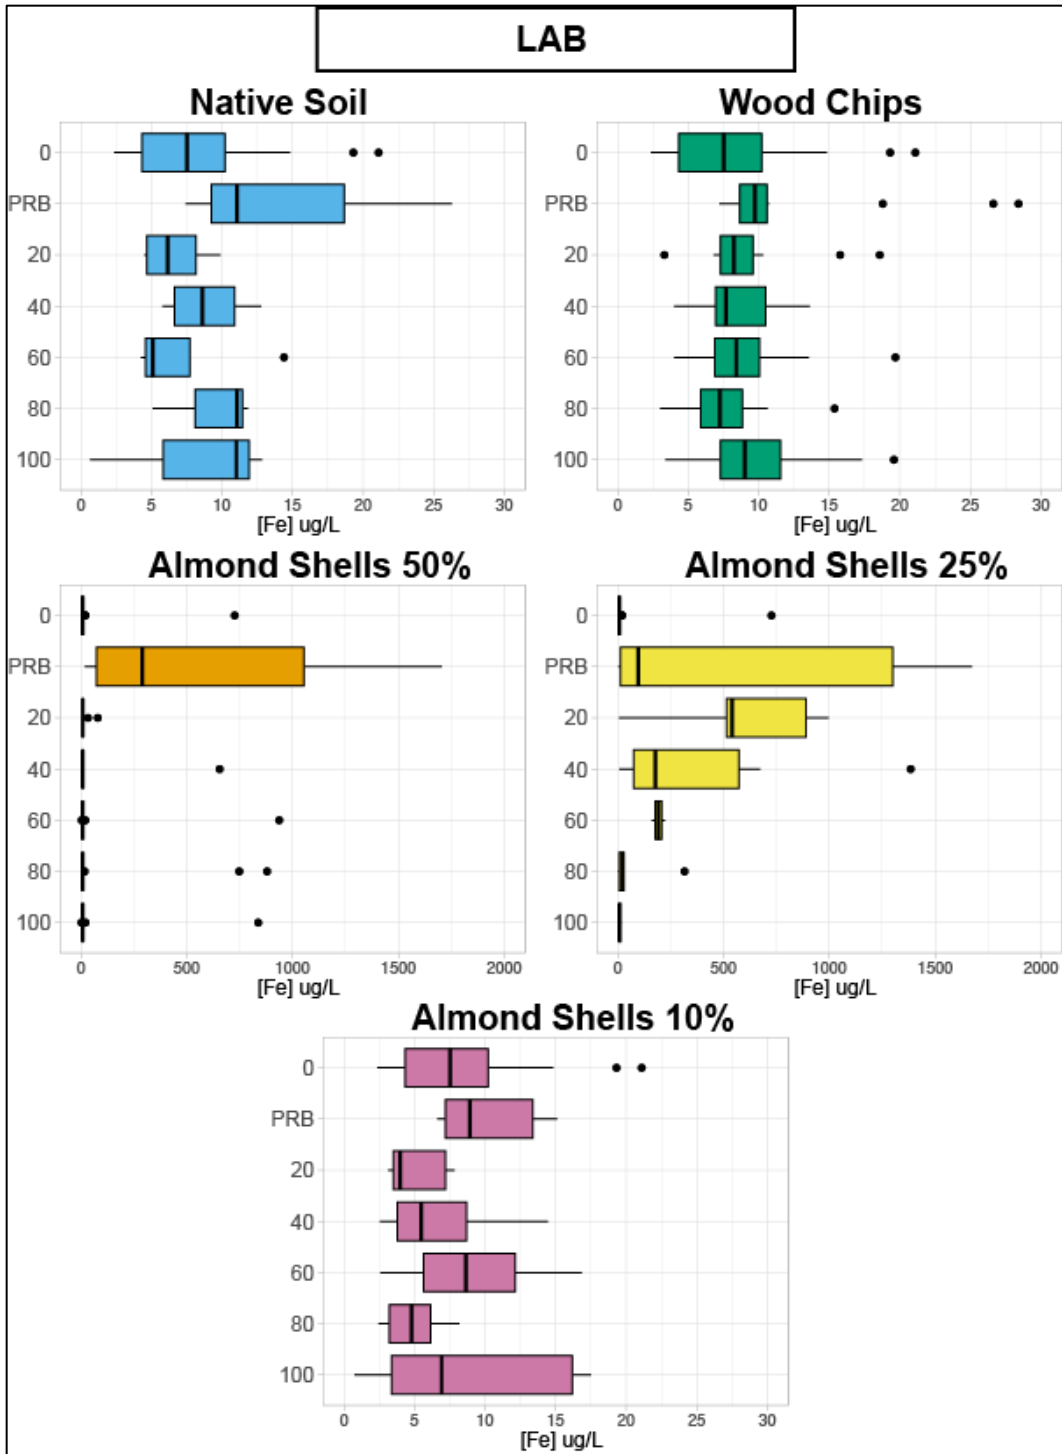 LAB
Native Soil
0
PRB
20
40
60
80
100
0 5 10 15 20 25 30
[Fe] ug/L
Wood Chips
0
PRB
20
40
60
80
100
0 5 10 15 20 25 30
[Fe] ug/L
Almond Shells 50%
0
PRB
20
40
60
80
100
0 500 1000 1500 2000
[Fe] ug/L
Almond Shells 25%
0
PRB
20
40
60
80
100
0 500 1000 1500 2000
[Fe] ug/L
Almond Shells 10%
0
PRB
20
40
60
80
100
0 5 10 15 20 25 30
[Fe] ug/L